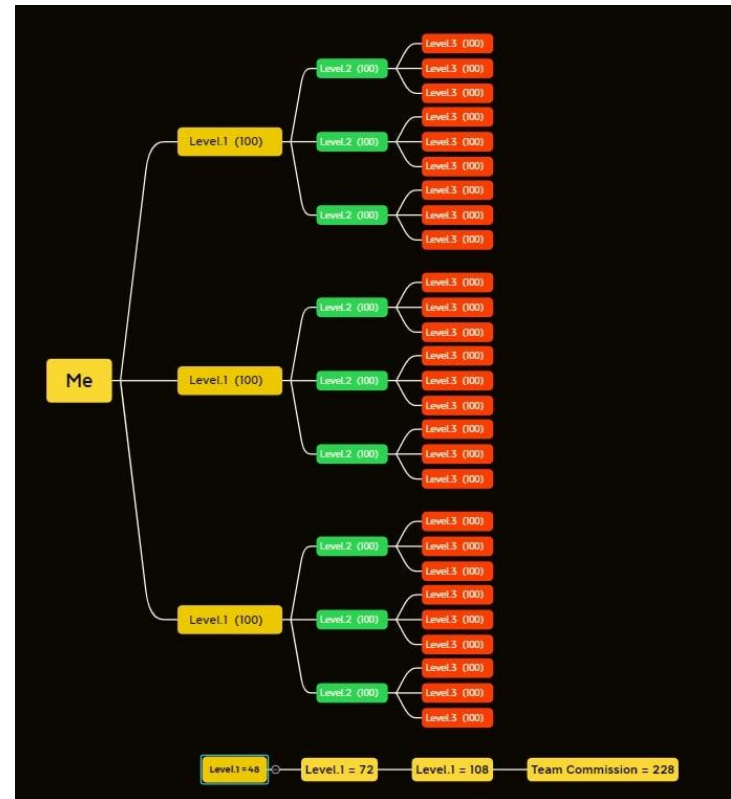 Me
Level.1 (100)
Level.2 (100)
Level.3 (100)
Level.3 (100)
Level.3 (100)
Level.2 (100)
Level.3 (100)
Level.3 (100)
Level.3 (100)
Level.2 (100)
Level.3 (100)
Level.3 (100)
Level.3 (100)
Level.1 (100)
Level.2 (100)
Level.3 (100)
Level.3 (100)
Level.3 (100)
Level.2 (100)
Level.3 (100)
Level.3 (100)
Level.3 (100)
Level.2 (100)
Level.3 (100)
Level.3 (100)
Level.3 (100)
Level.1 (100)
Level.2 (100)
Level.3 (100)
Level.3 (100)
Level.3 (100)
Level.2 (100)
Level.3 (100)
Level.3 (100)
Level.3 (100)
Level.2 (100)
Level.3 (100)
Level.3 (100)
Level.3 (100)
Level.1 = 48
Level.1 = 72
Level.1 = 108
Team Commission = 228